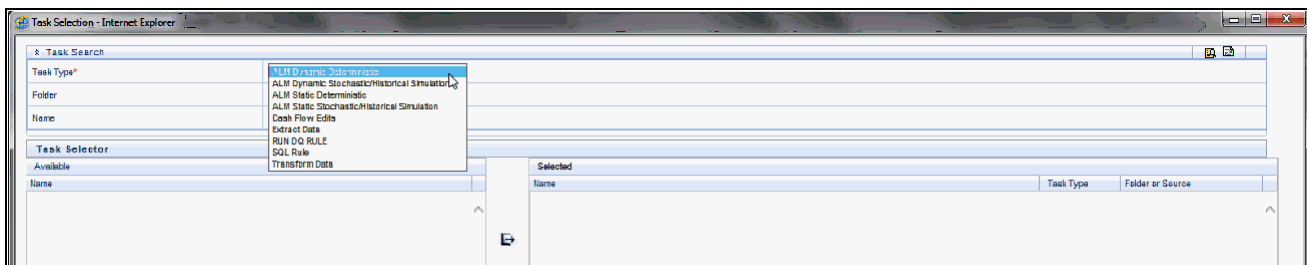 Task Selection - Internet Explorer
Task Search
Task Type*
ALM Dynamic Deterministic
ALM Dynamic Stochastic/Historical Simulation
Folder
ALM Static Deterministic
ALM Static Stochastic/Historical Simulation
Name
Cash Flow Edits
Extract Data
RUN DQ RULE
SQL Rule
Transform Data
Task Selector
Available
Selected
Name
Name Task Type Folder or Source